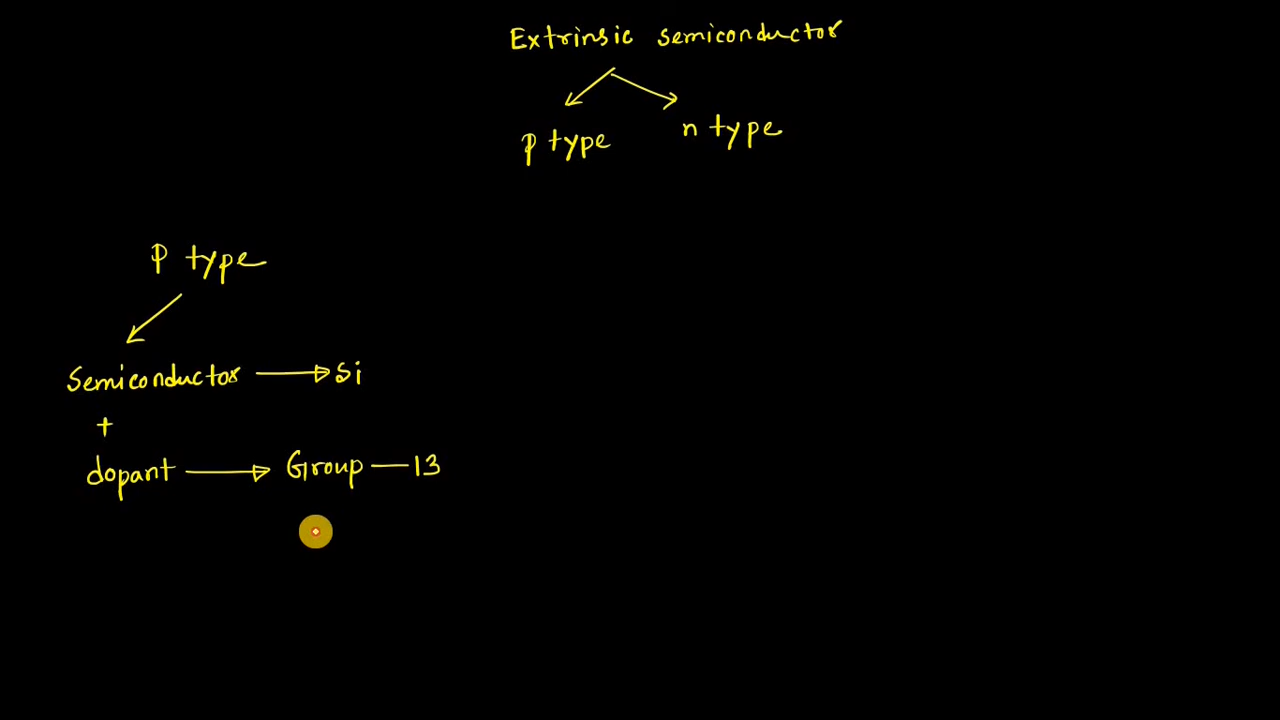 Extrinsic semiconductor
p type
n type
P type
Semiconductor → Si
+
dopant → Group — 13